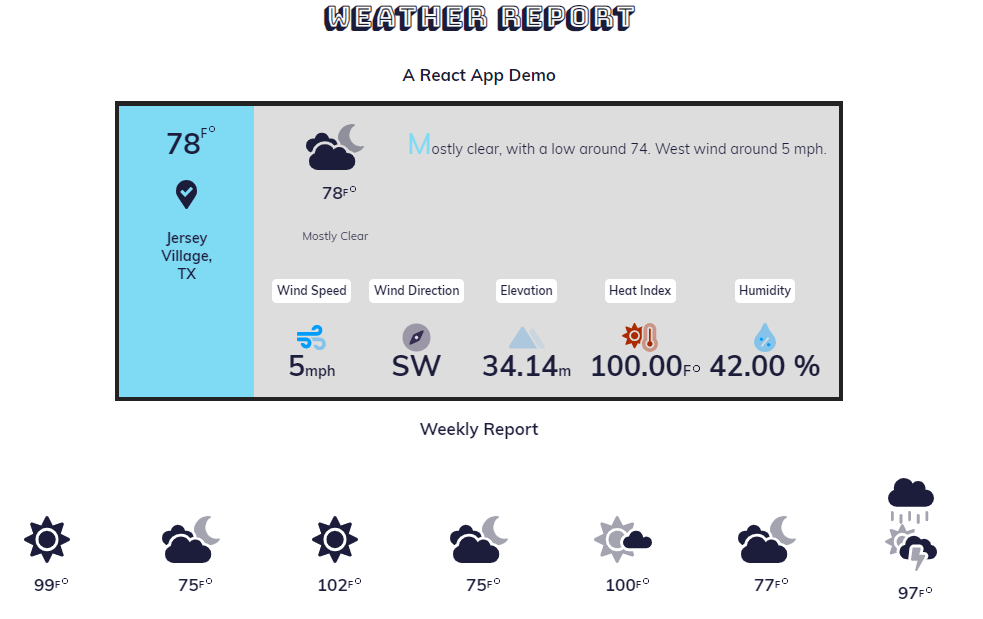 WEATHER REPORT
A React App Demo
78F°
Jersey
Village,
TX
Mostly clear, with a low around 74. West wind around 5 mph.
78F°
Mostly Clear
Wind Speed Wind Direction Elevation Heat Index Humidity
5mph SW 34.14m 100.00F° 42.00 %
Weekly Report
99F° 75F° 102F° 75F° 100F° 77F° 97F°